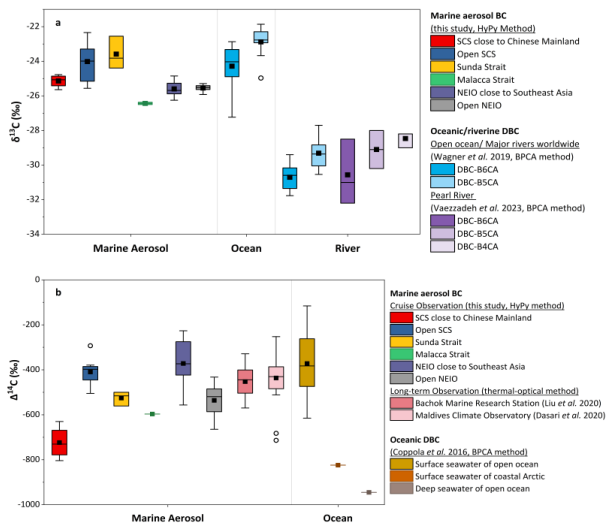 a
-22
-24
-26
-28
-30
-32
-34
δ13C (‰)
Marine Aerosol
Ocean
River
Marine aerosol BC
(this study, HyPy Method)
SCS close to Chinese Mainland
Open SCS
Sunda Strait
Malacca Strait
NEIO close to Southeast Asia
Open NEIO
Oceanic/riverine DBC
Open ocean/ Major rivers worldwide
(Wagner et al. 2019, BPCA method)
DBC-B6CA
DBC-B5CA
Pearl River
(Vaezzadeh et al. 2023, BPCA method)
DBC-B6CA
DBC-B5CA
DBC-B4CA
b
0
-200
-400
-600
-800
-1000
Δ14C (‰)
Marine Aerosol
Ocean
Marine aerosol BC
Cruise Observation (this study, HyPy method)
SCS close to Chinese Mainland
Open SCS
Sunda Strait
Malacca Strait
NEIO close to Southeast Asia
Open NEIO
Long-term Observation (thermal-optical method)
Bachok Marine Research Station (Liu et al. 2020)
Maldives Climate Observatory (Dasari et al. 2020)
Oceanic DBC
(Coppola et al. 2016, BPCA method)
Surface seawater of open ocean
Surface seawater of coastal Arctic
Deep seawater of open ocean